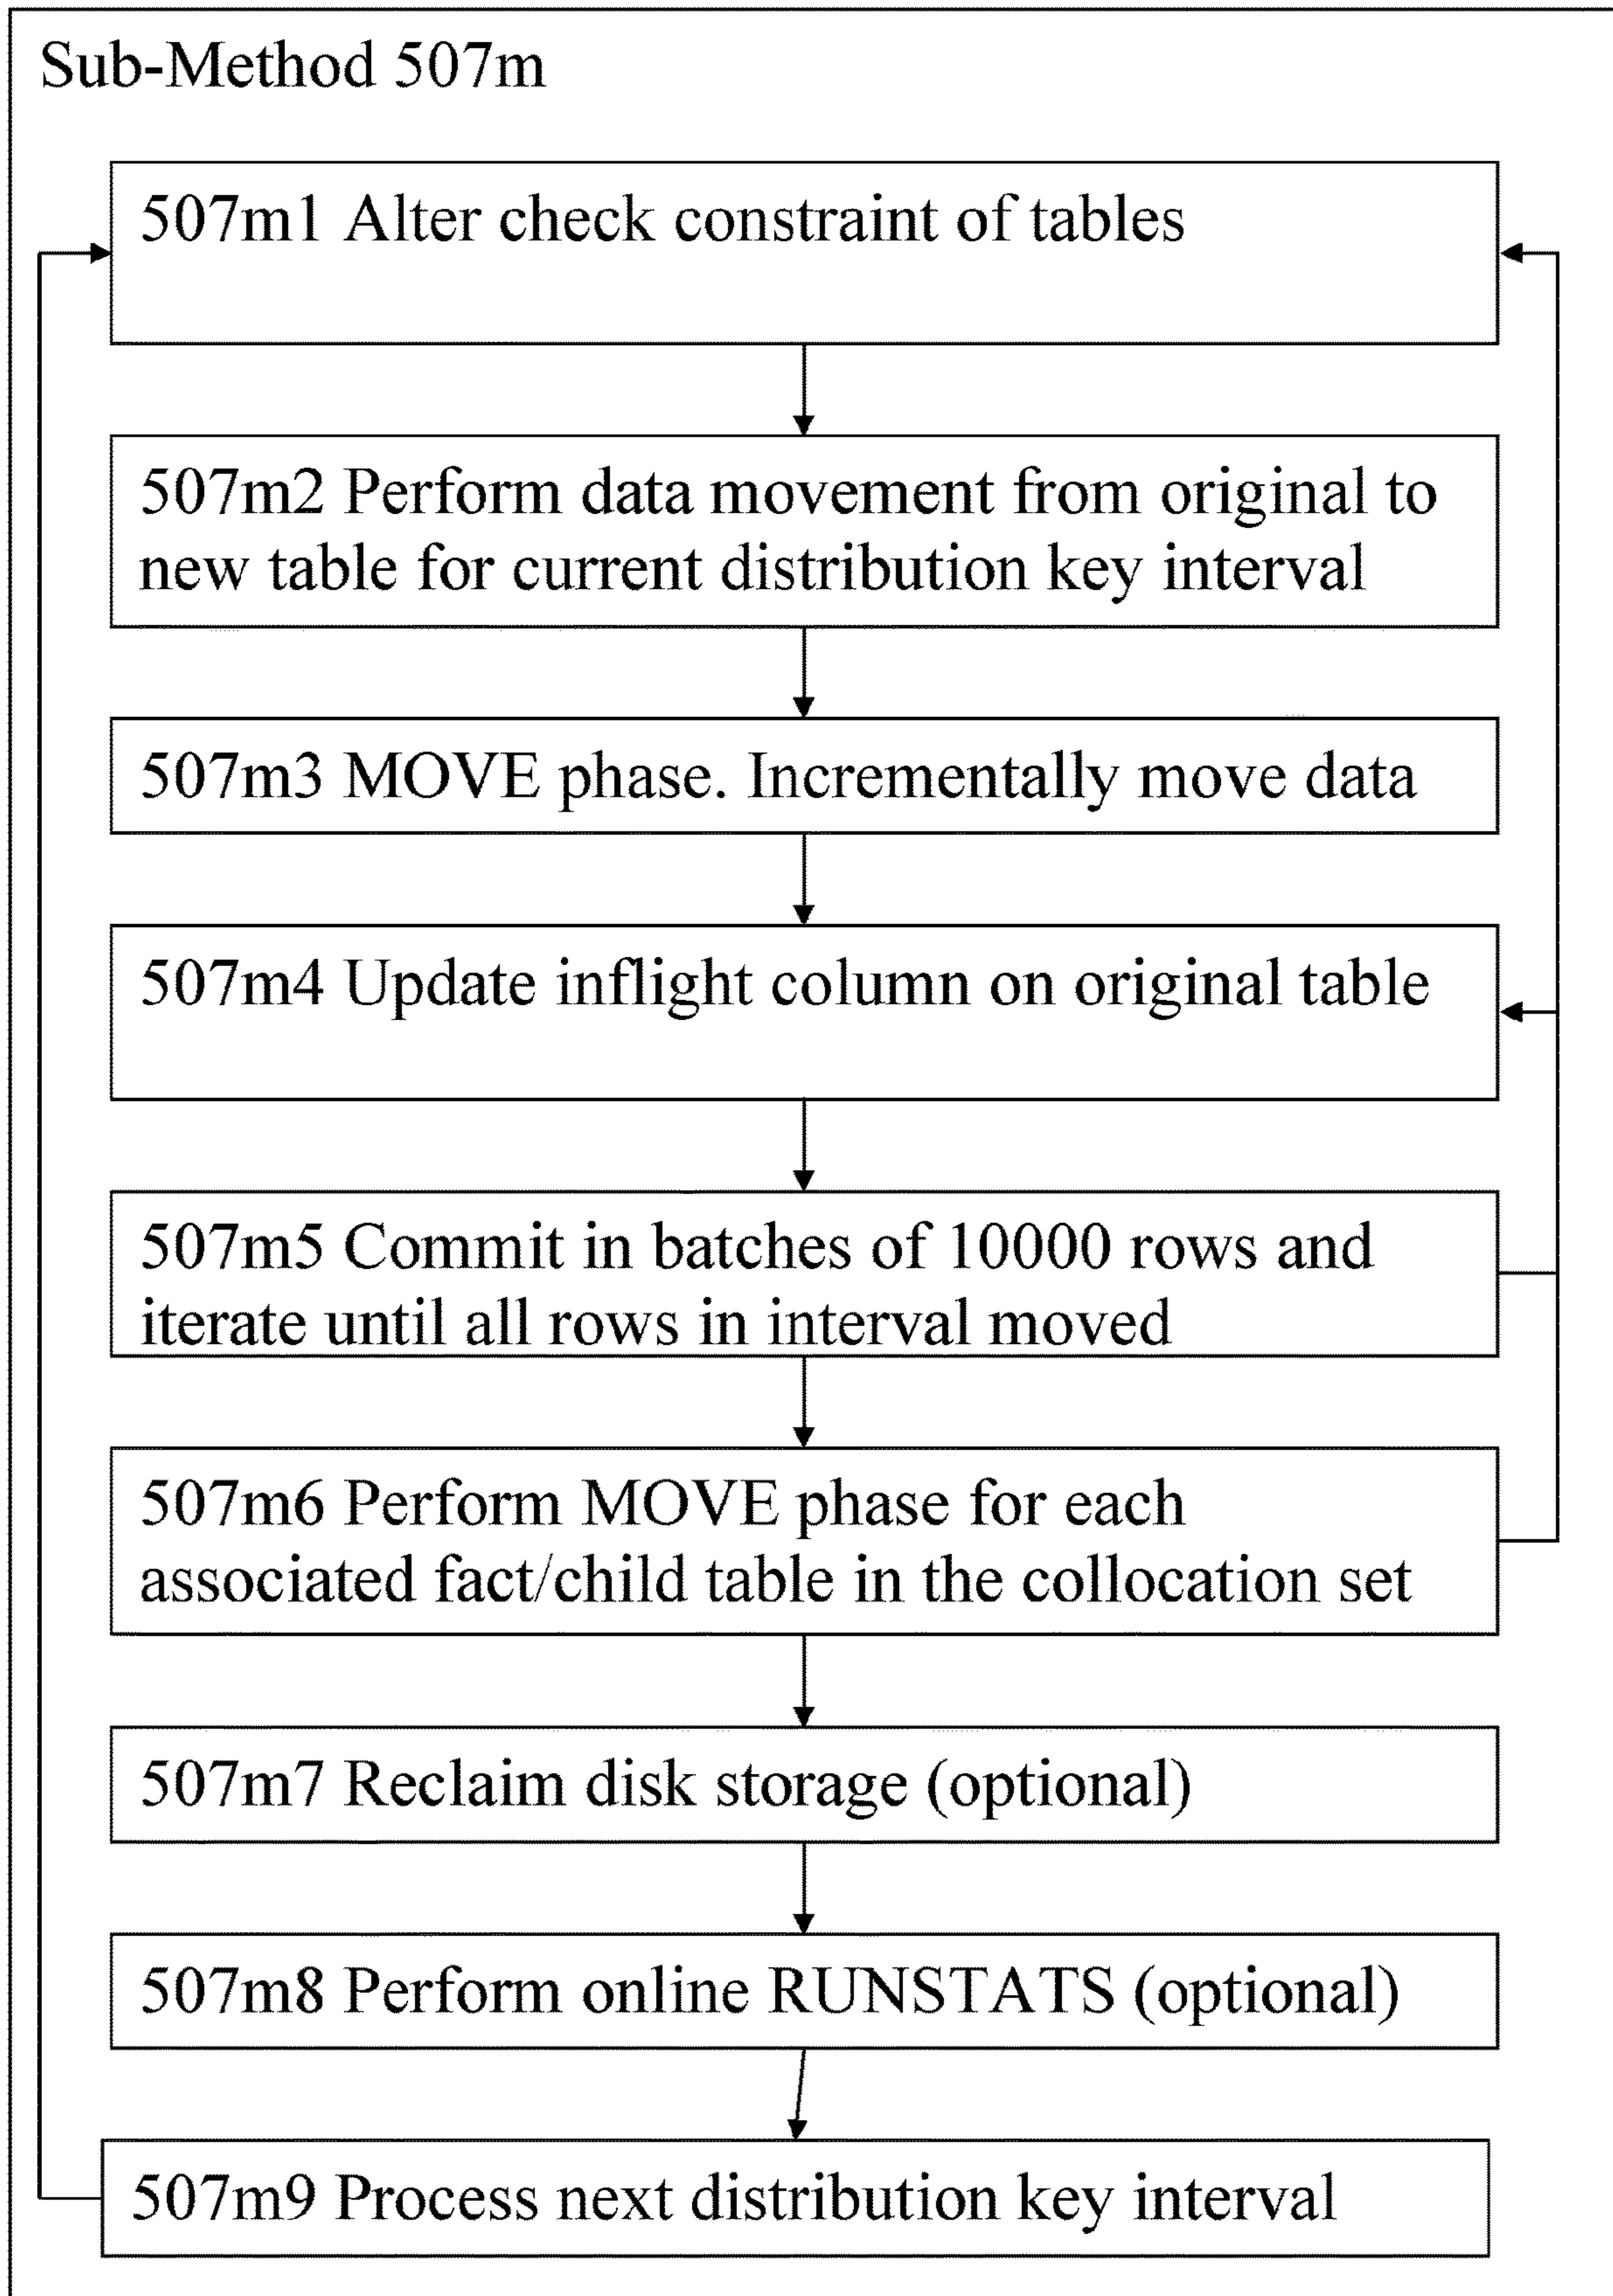 Sub-Method 507m
507m1 Alter check constraint of tables
507m2 Perform data movement from original to
new table for current distribution key interval
507m3 MOVE phase. Incrementally move data
507m4 Update inflight column on original table
507m5 Commit in batches of 10000 rows and
iterate until all rows in interval moved
507m6 Perform MOVE phase for each
associated fact/child table in the collocation set
507m7 Reclaim disk storage (optional)
507m8 Perform online RUNSTATS (optional)
507m9 Process next distribution key interval